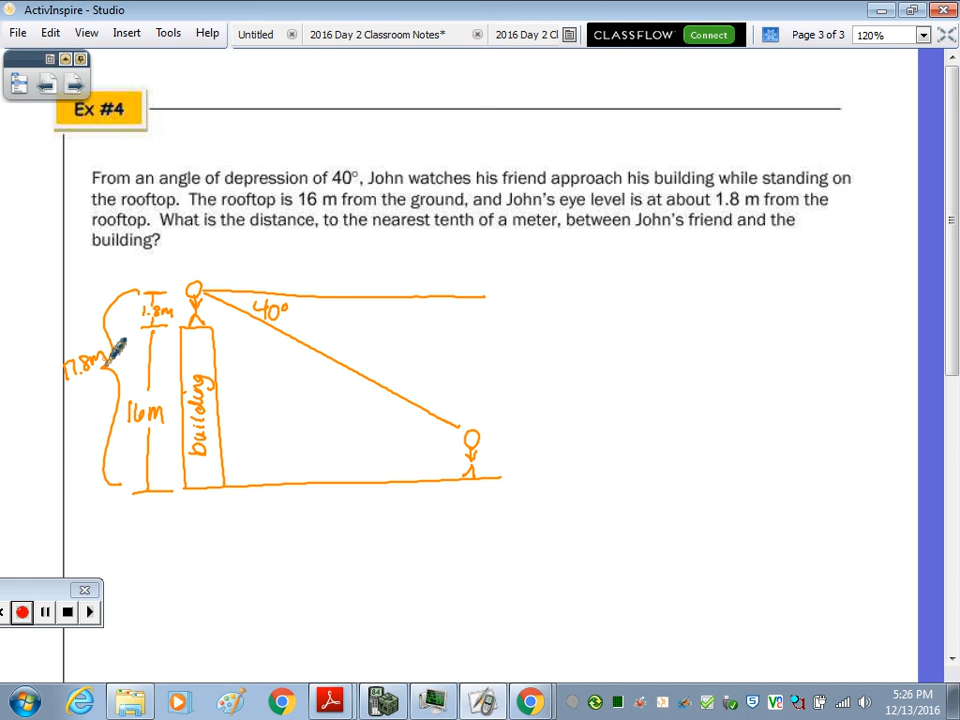 ActivInspire - Studio
File Edit View Insert Tools Help
Untitled 2016 Day 2 Classroom Notes* 2016 Day 2 Cl
CLASSFLOW Connect
Page 3 of 3 120%
Ex #4
From an angle of depression of 40°, John watches his friend approach his building while standing on
the rooftop. The rooftop is 16 m from the ground, and John's eye level is at about 1.8 m from the
rooftop. What is the distance, to the nearest tenth of a meter, between John's friend and the
building?
1.8m
40°
17.8m
16m
building
5:26 PM
12/13/2016